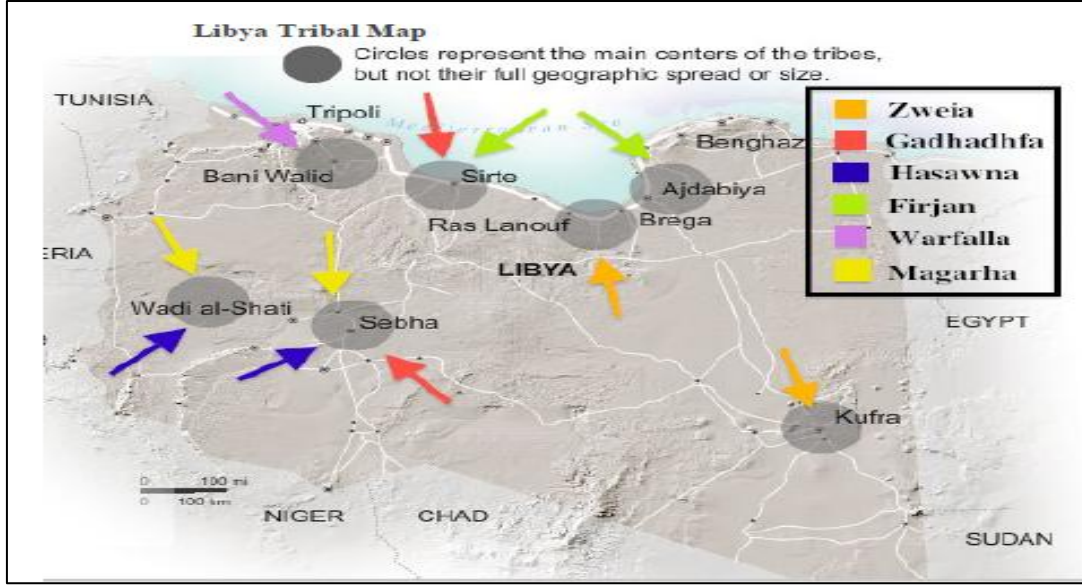 Libya Tribal Map
Circles represent the main centers of the tribes,
but not their full geographic spread or size.
TUNISIA
Tripoli
Mediterranean Sea
Benghaz
Bani Walid
Sirte
Ajdabiya
Ras Lanouf
Brega
ERIA
LIBYA
Wadi al-Shati
Sebha
EGYPT
Kufra
0 100 mi
0 100 km
NIGER
CHAD
SUDAN
Zweia
Gadhadhfa
Hasawna
Firjan
Warfalla
Magarha